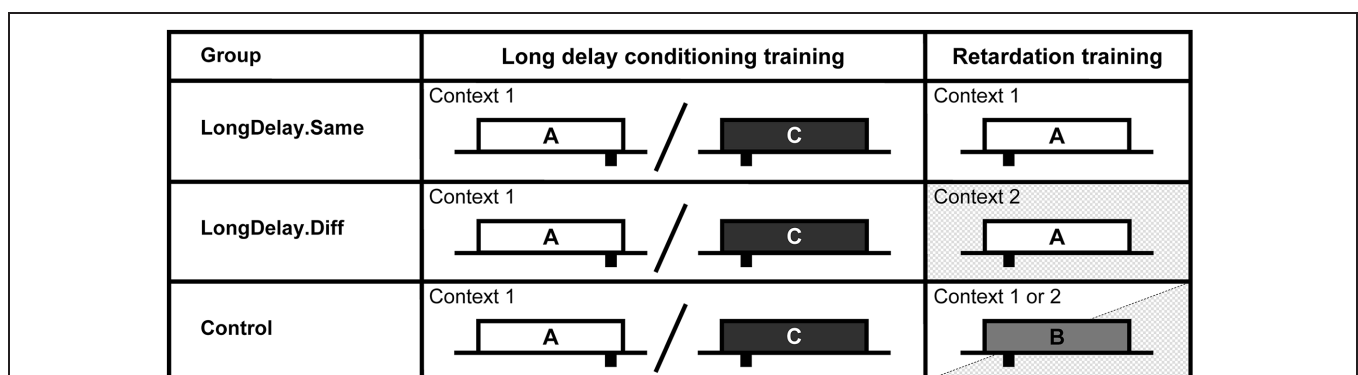 Group Long delay conditioning training Retardation training
Context 1 Context 1
LongDelay.Same A C A
Context 1 Context 2
LongDelay.Diff A C A
Context 1 Context 1 or 2
Control A C B